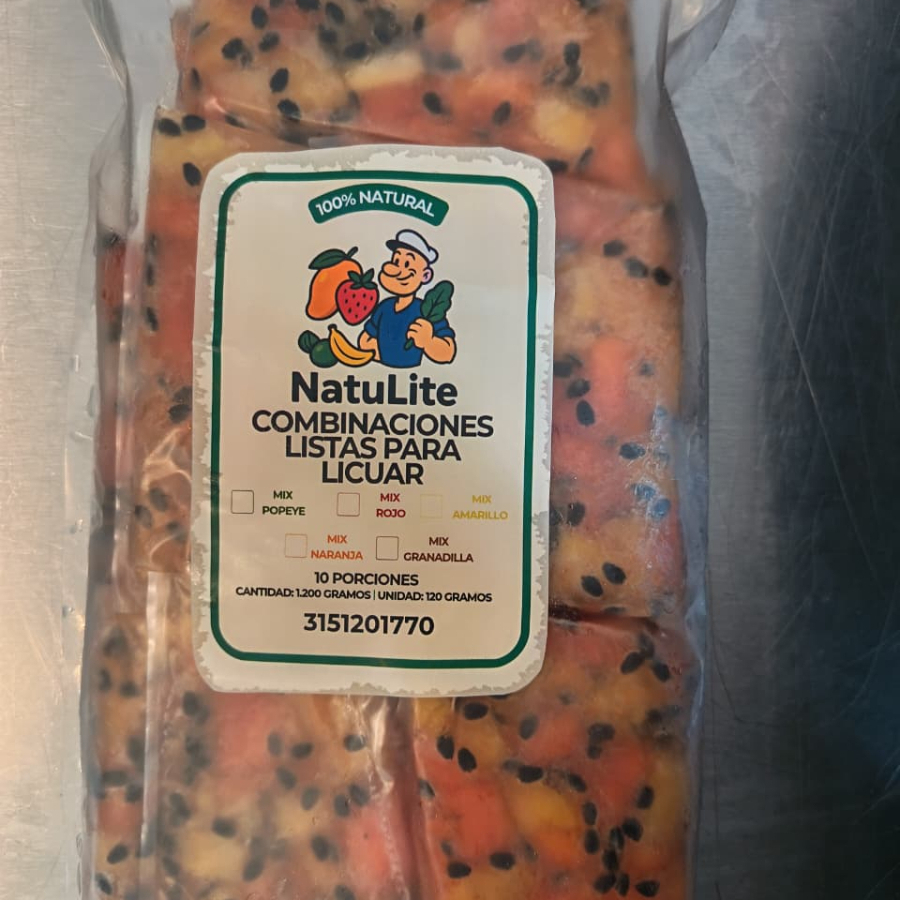 100% NATURAL
NatuLite
COMBINACIONES
LISTAS PARA
LICUAR
MIX POPEYE
MIX ROJO
MIX AMARILLO
MIX NARANJA
MIX GRANADILLA
10 PORCIONES
CANTIDAD: 1.200 GRAMOS | UNIDAD: 120 GRAMOS
3151201770